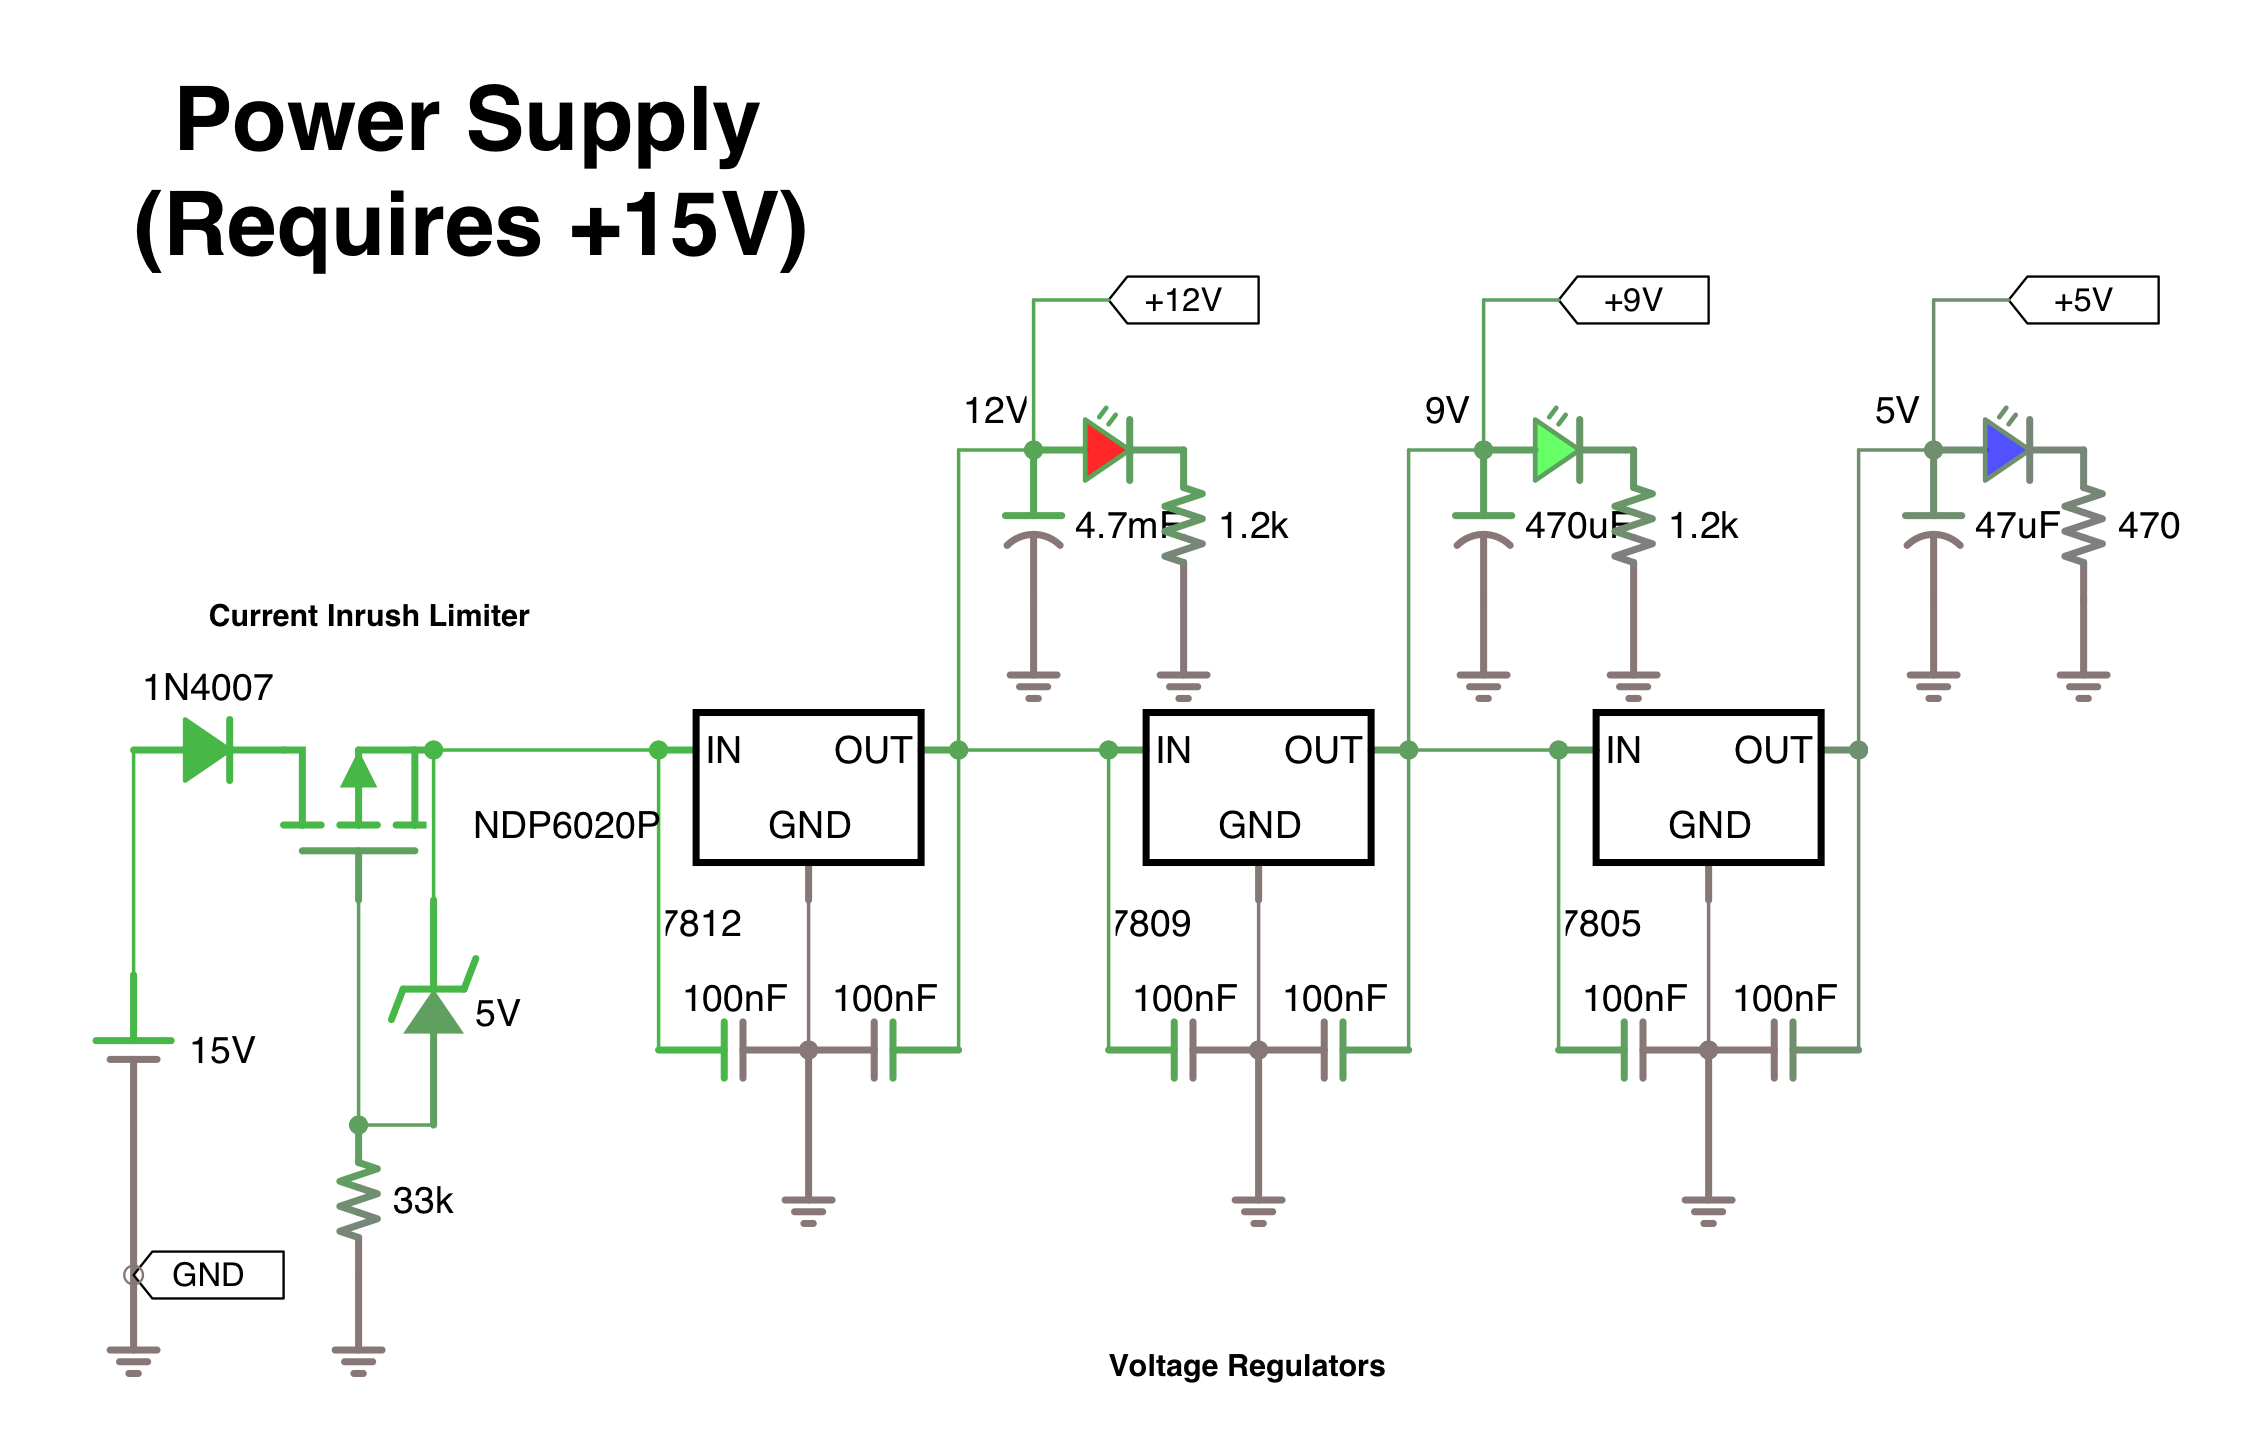 Power Supply
(Requires +15V)
+12V
+9V
+5V
12V
9V
5V
4.7mF
1.2k
470uF
1.2k
47uF
470
Current Inrush Limiter
1N4007
IN
OUT
IN
OUT
IN
OUT
NDP6020P
GND
GND
GND
7812
7809
7805
100nF
100nF
100nF
100nF
100nF
100nF
5V
15V
33k
GND
Voltage Regulators